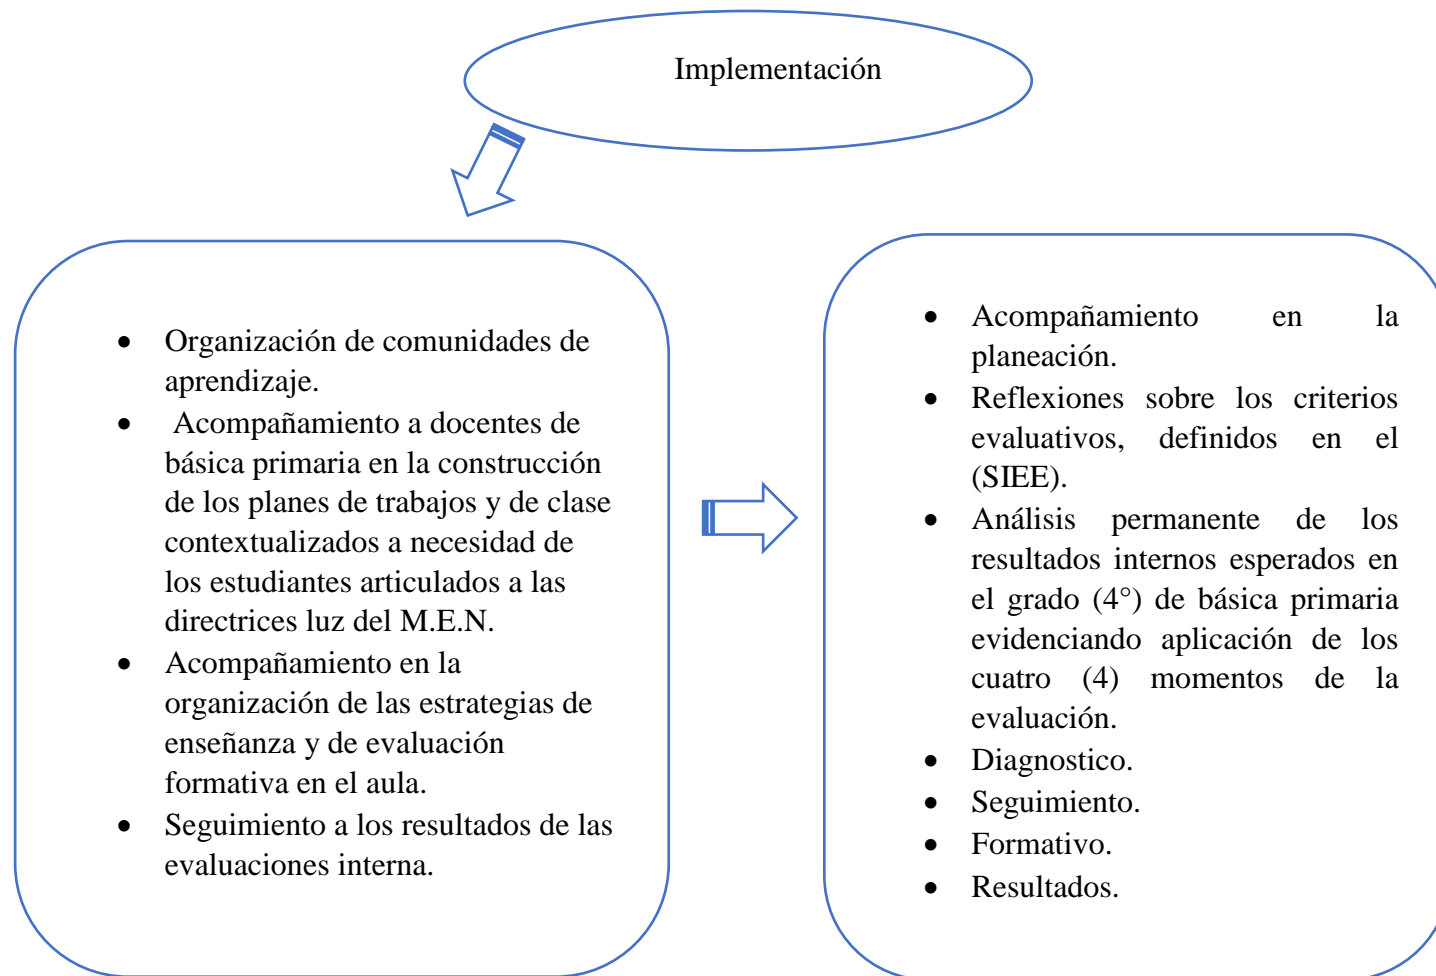 Implementación
• Organización de comunidades de
aprendizaje.
• Acompañamiento a docentes de
básica primaria en la construcción
de los planes de trabajos y de clase
contextualizados a necesidad de
los estudiantes articulados a las
directrices luz del M.E.N.
• Acompañamiento en la
organización de las estrategias de
enseñanza y de evaluación
formativa en el aula.
• Seguimiento a los resultados de las
evaluaciones interna.
• Acompañamiento en la
planeación.
• Reflexiones sobre los criterios
evaluativos, definidos en el
(SIEE).
• Análisis permanente de los
resultados internos esperados en
el grado (4°) de básica primaria
evidenciando aplicación de los
cuatro (4) momentos de la
evaluación.
• Diagnostico.
• Seguimiento.
• Formativo.
• Resultados.